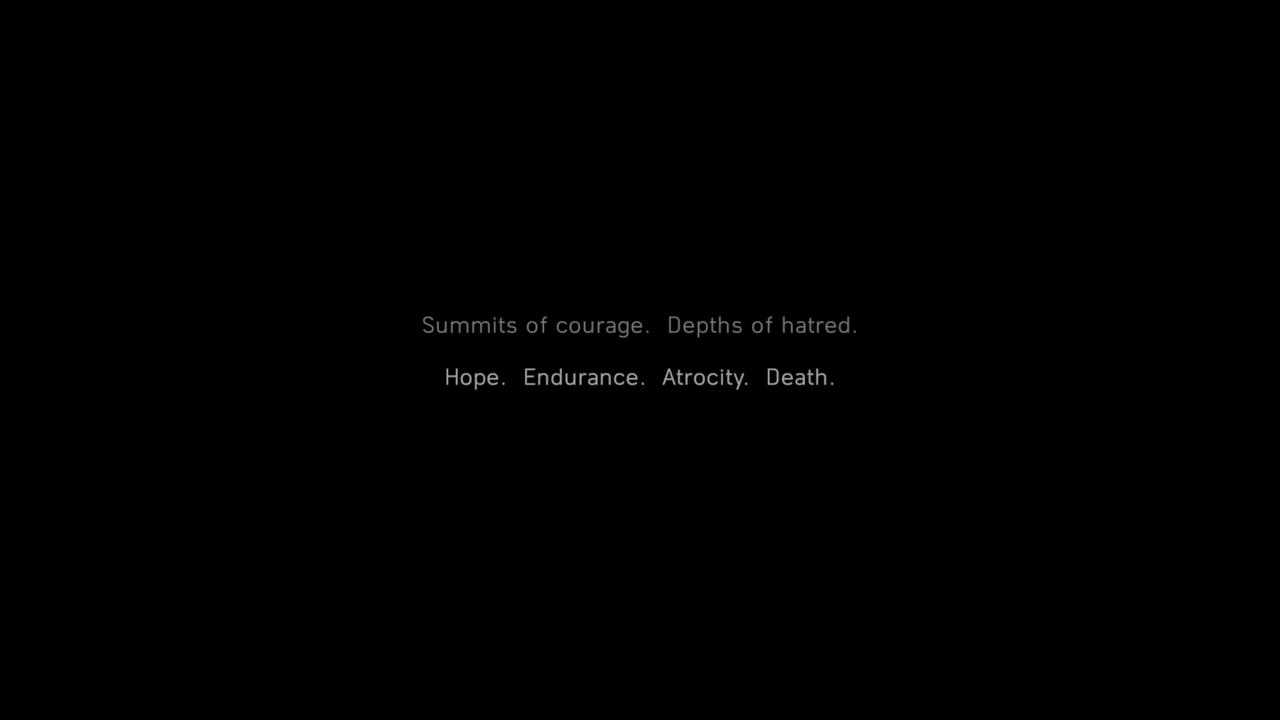 Summits of courage. Depths of hatred.
Hope. Endurance. Atrocity. Death.